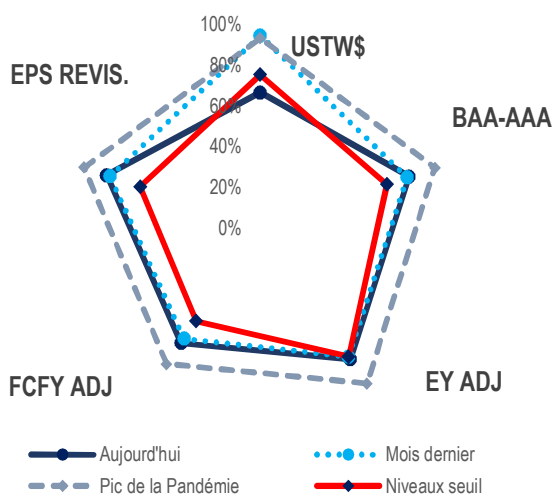 100%
USTW$
80%
EPS REVIS.
60%
BAA-AAA
40%
20%
0%
FCFY ADJ
EY ADJ
Aujourd'hui
Mois dernier
Pic de la Pandémie
Niveaux seuil